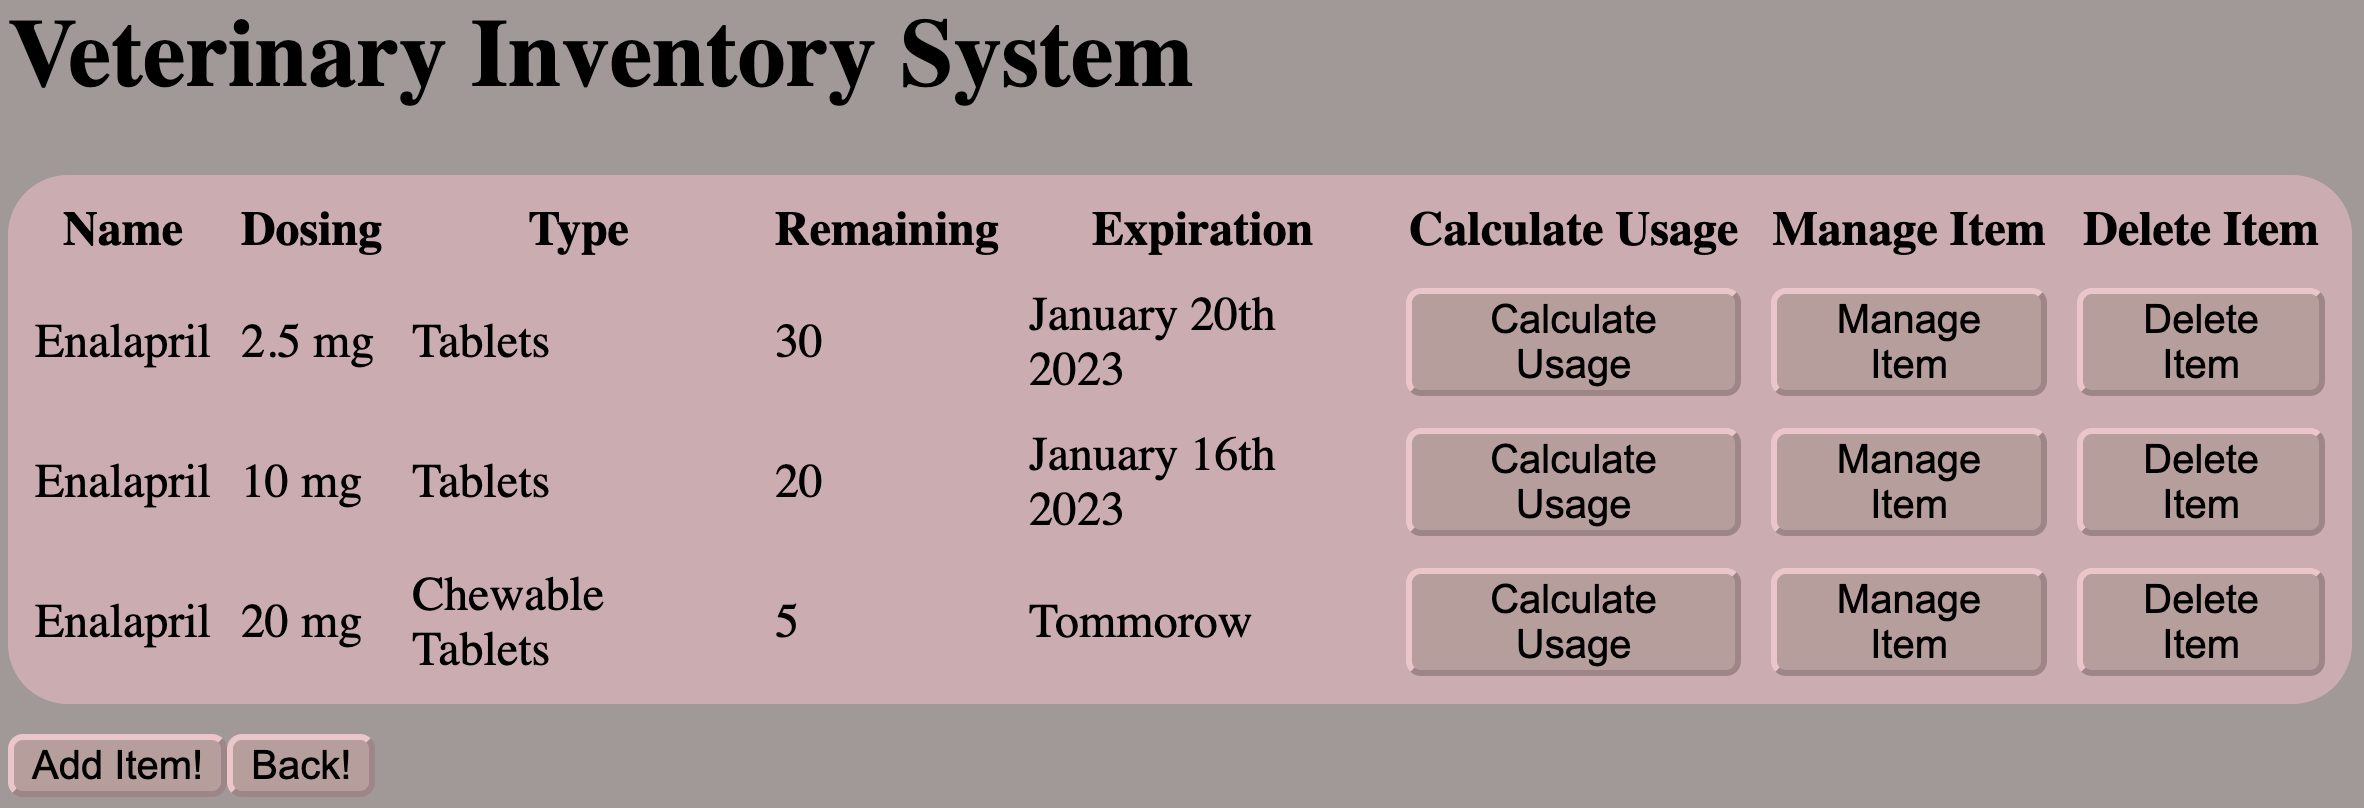 Veterinary Inventory System
Name Dosing Type Remaining Expiration Calculate Usage Manage Item Delete Item
Enalapril 2.5 mg Tablets 30 January 20th 2023 Calculate Usage Manage Item Delete Item
Enalapril 10 mg Tablets 20 January 16th 2023 Calculate Usage Manage Item Delete Item
Enalapril 20 mg Chewable Tablets 5 Tommorow Calculate Usage Manage Item Delete Item
Add Item! Back!